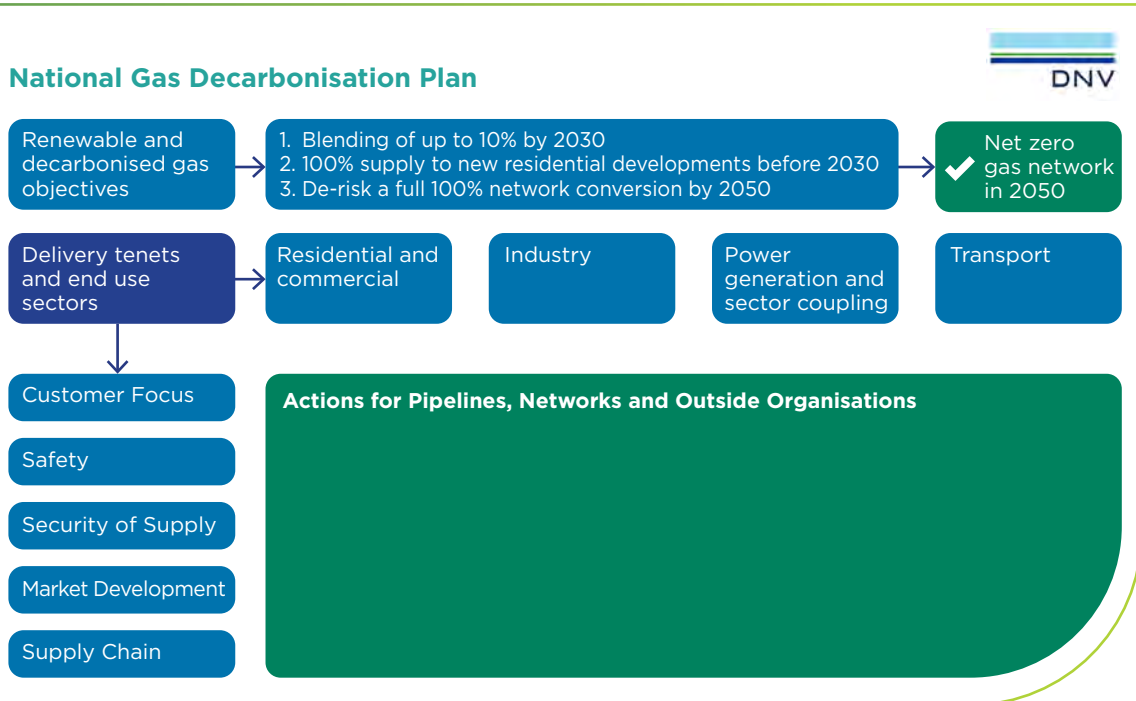 DNV
National Gas Decarbonisation Plan
Renewable and
decarbonised gas
objectives
1. Blending of up to 10% by 2030
2. 100% supply to new residential developments before 2030
3. De-risk a full 100% network conversion by 2050
Net zero
gas network
in 2050
Delivery tenets
and end use
sectors
Residential and
commercial
Industry
Power
generation and
sector coupling
Transport
Customer Focus
Safety
Security of Supply
Market Development
Supply Chain
Actions for Pipelines, Networks and Outside Organisations